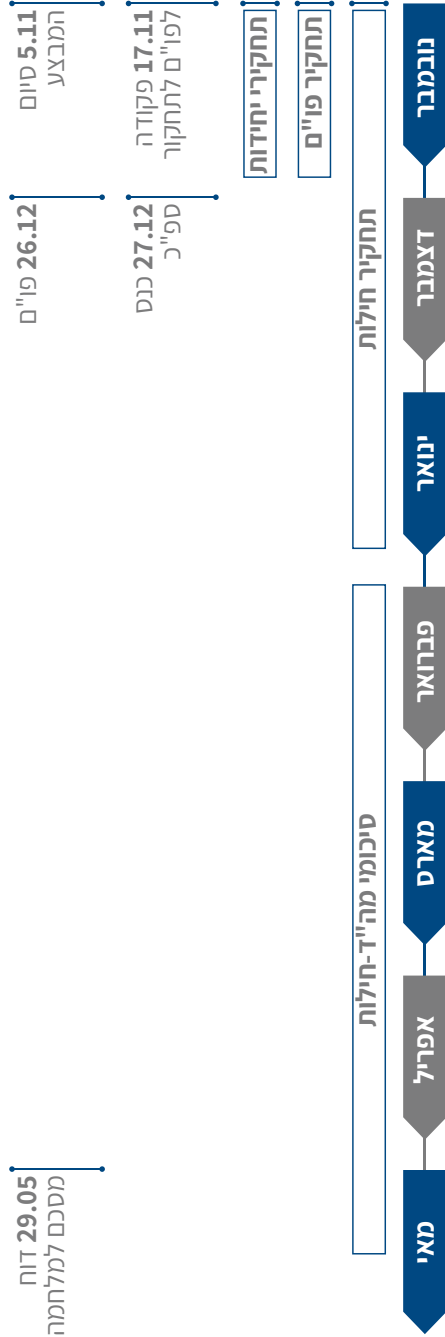 נובמבר
דצמבר
ינואר
פברואר
מארס
אפריל
מאי
תחקיר חילות
סיכומי מה"ד-חילות
תחקיר פו"ם
תחקירי יחידות
17.11 פקודה
לפו"ם לתחקור
27.12 כנס
ספ"כ
5.11 סיום
המבצע
26.12 פו"ם
29.05 דוח
מסכם למלחמה